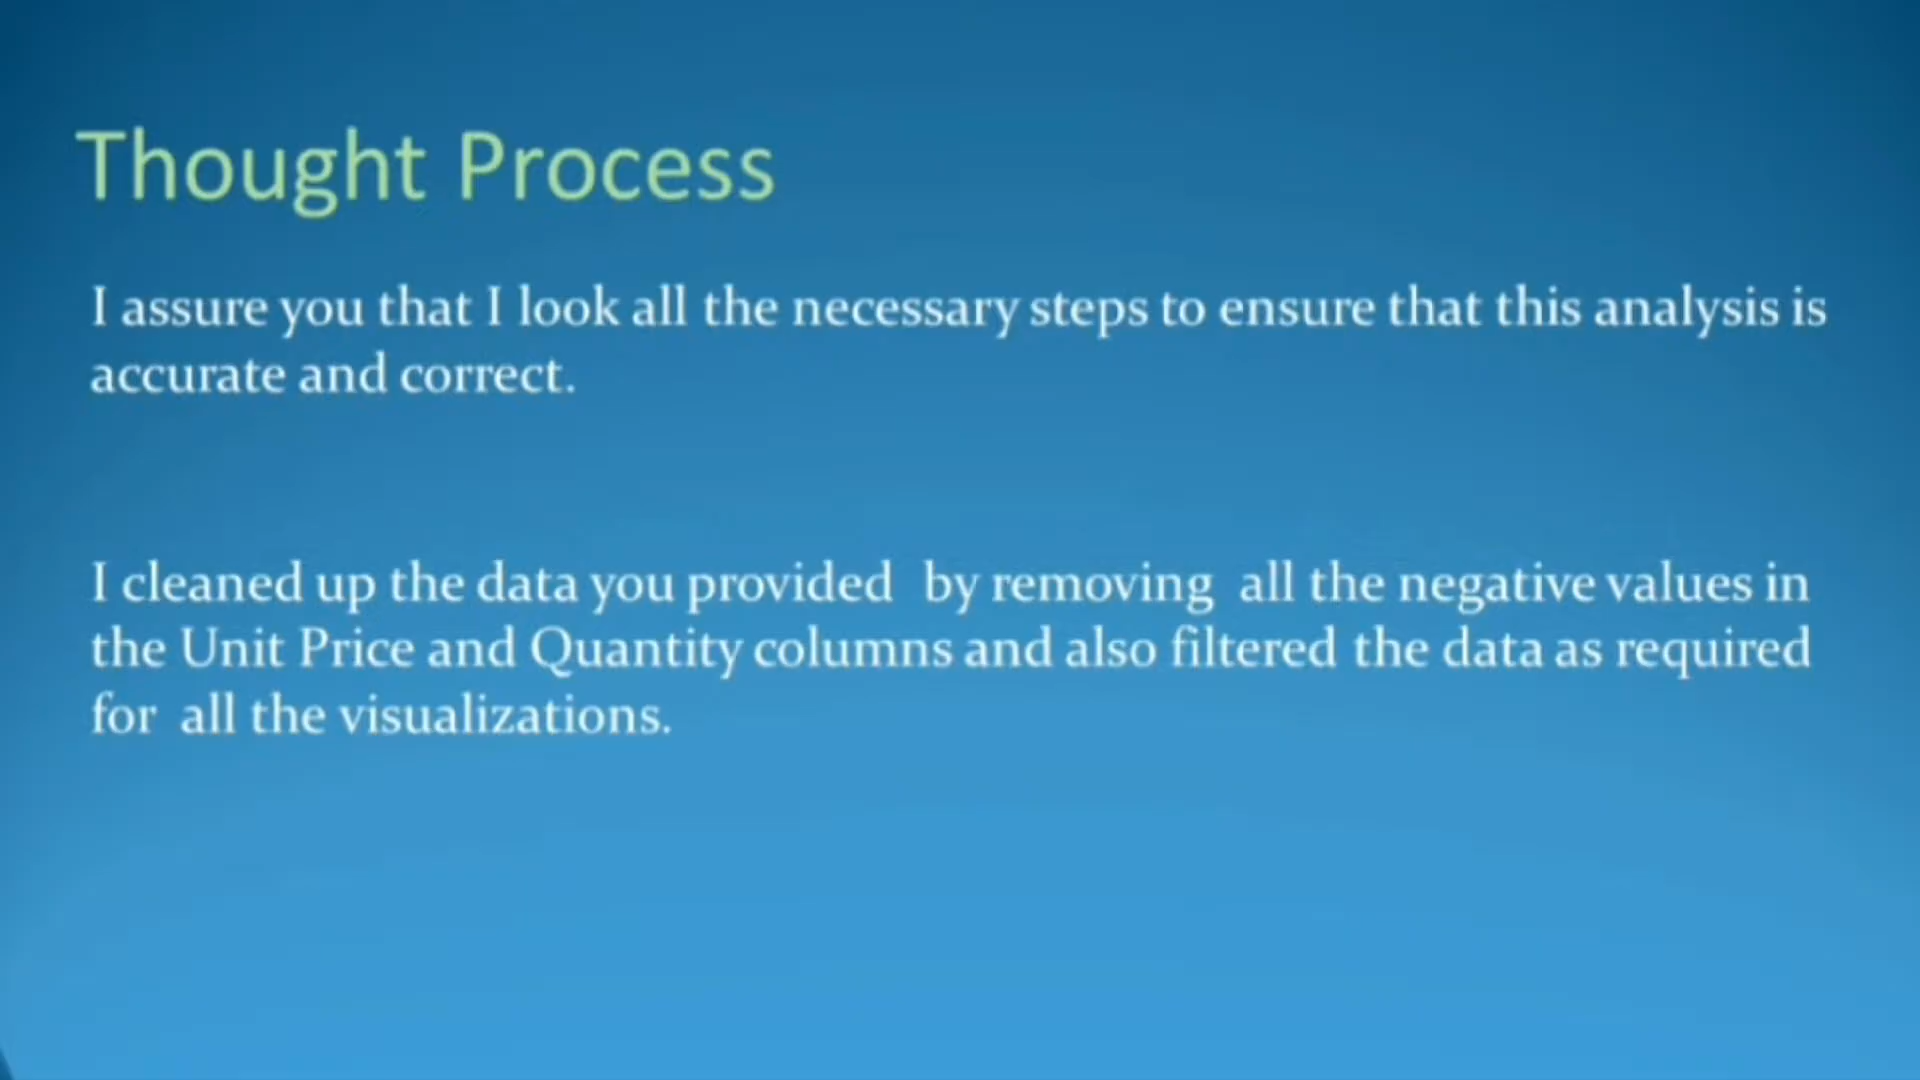 Thought Process
I assure you that I look all the necessary steps to ensure that this analysis is
accurate and correct.
I cleaned up the data you provided by removing all the negative values in
the Unit Price and Quantity columns and also filtered the data as required
for all the visualizations.